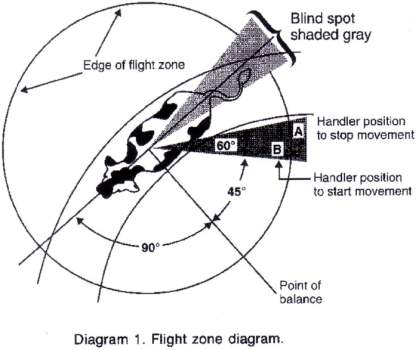 Blind spot
shaded gray
Edge of flight zone
Handler position
to stop movement
A
60°
B
Handler position
to start movement
45°
90°
Point of
balance
Diagram 1. Flight zone diagram.